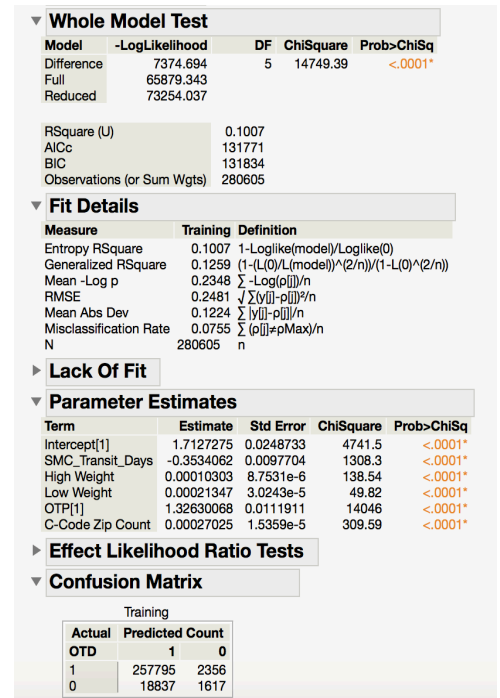 Whole Model Test
Model -LogLikelihood DF ChiSquare Prob>ChiSq
Difference 7374.694 5 14749.39 <.0001*
Full 65879.343
Reduced 73254.037
RSquare (U) 0.1007
AICc 131771
BIC 131834
Observations (or Sum Wgts) 280605
Fit Details
Measure Training Definition
Entropy RSquare 0.1007 1-Loglike(model)/Loglike(0)
Generalized RSquare 0.1259 (1-(L(0)/L(model))^(2/n))/(1-L(0)^(2/n))
Mean -Log p 0.2348 ∑ -Log(ρ[j])/n
RMSE 0.2481 √ ∑(y[j]-ρ[j])²/n
Mean Abs Dev 0.1224 ∑ |y[j]-ρ[j]|/n
Misclassification Rate 0.0755 ∑ (ρ[j]≠ρMax)/n
N 280605 n
Lack Of Fit
Parameter Estimates
Term Estimate Std Error ChiSquare Prob>ChiSq
Intercept[1] 1.7127275 0.0248733 4741.5 <.0001*
SMC_Transit_Days -0.3534062 0.0097704 1308.3 <.0001*
High Weight 0.00010303 8.7531e-6 138.54 <.0001*
Low Weight 0.00021347 3.0243e-5 49.82 <.0001*
OTP[1] 1.32630068 0.0111911 14046 <.0001*
C-Code Zip Count 0.00027025 1.5359e-5 309.59 <.0001*
Effect Likelihood Ratio Tests
Confusion Matrix
Training
Actual Predicted Count
OTD 1 0
1 257795 2356
0 18837 1617